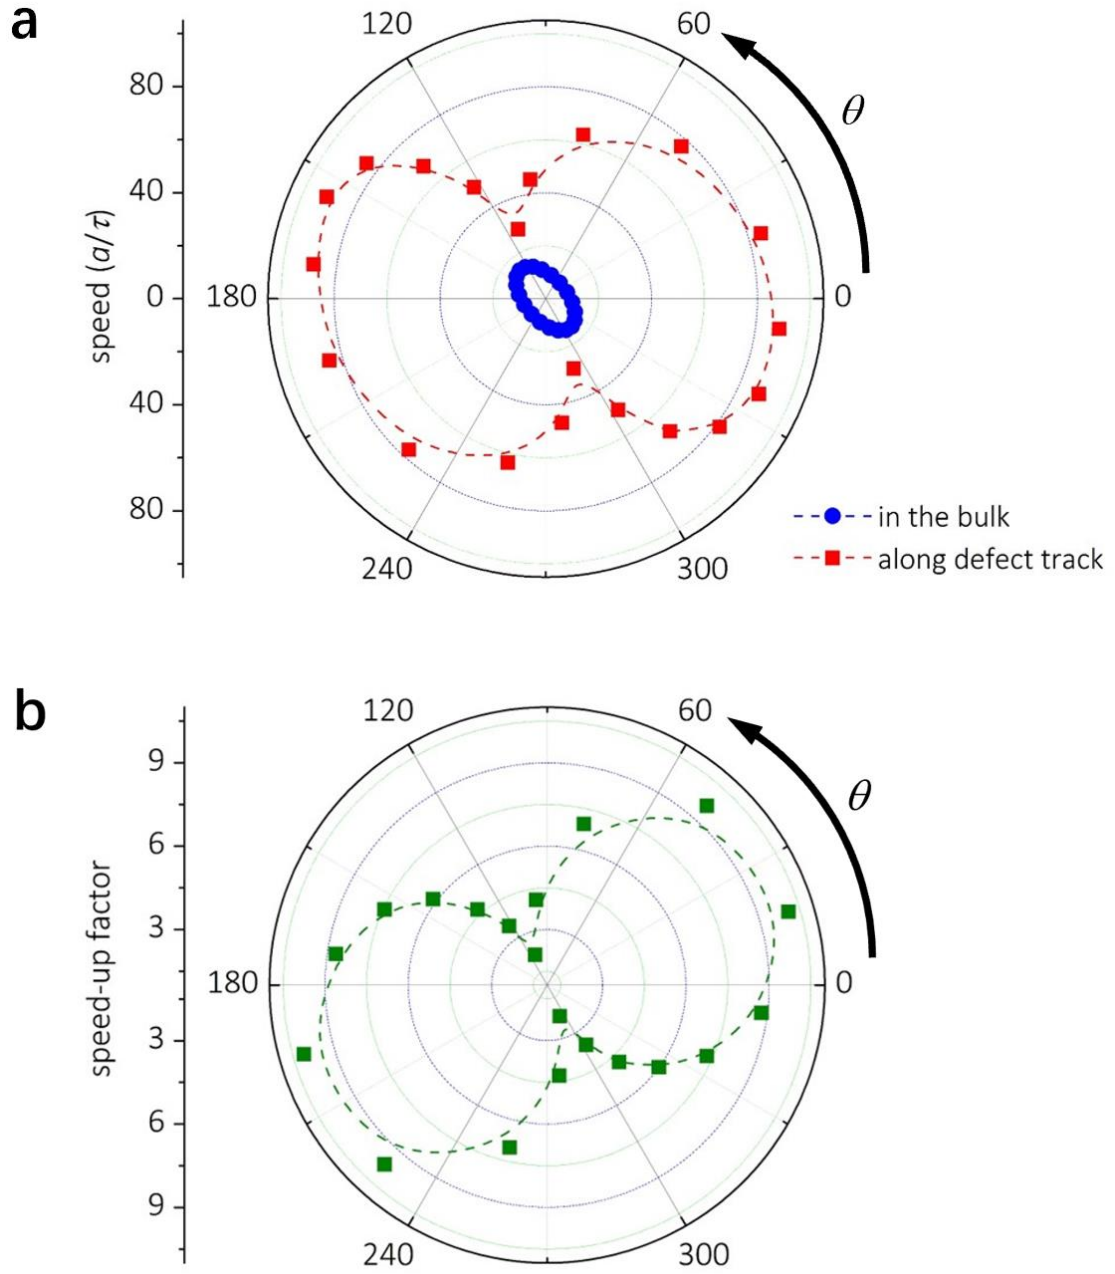 a
120
60
θ
80
40
0
40
80
speed (a/τ)
180
0
240
300
in the bulk
along defect track
b
120
60
θ
9
6
3
3
6
9
speed-up factor
180
0
240
300